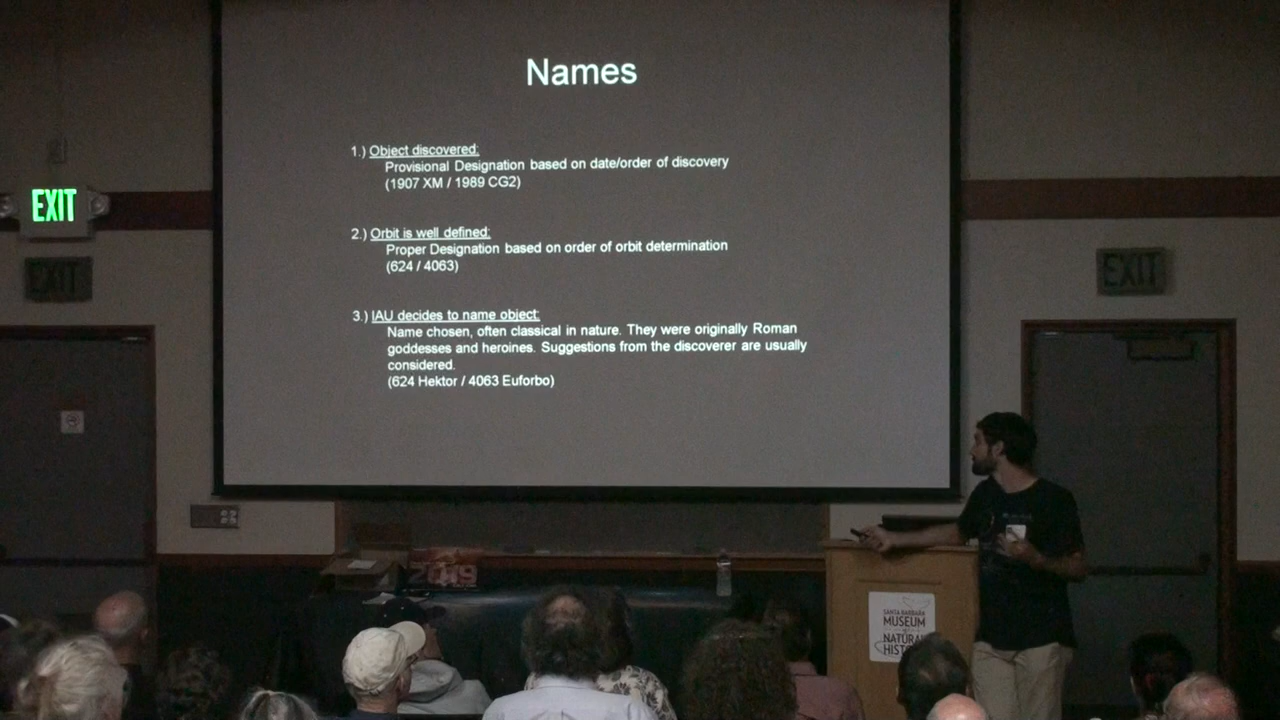 Names
1.) Object discovered:
Provisional Designation based on date/order of discovery
(1907 XM / 1989 CG2)
2.) Orbit is well defined:
Proper Designation based on order of orbit determination
(624 / 4063)
3.) IAU decides to name object:
Name chosen, often classical in nature. They were originally Roman
goddesses and heroines. Suggestions from the discoverer are usually
considered.
(624 Hektor / 4063 Euforbo)
EXIT
EXIT
EXIT
2019
SANTA BARBARA
MUSEUM
NATURAL
HISTORY